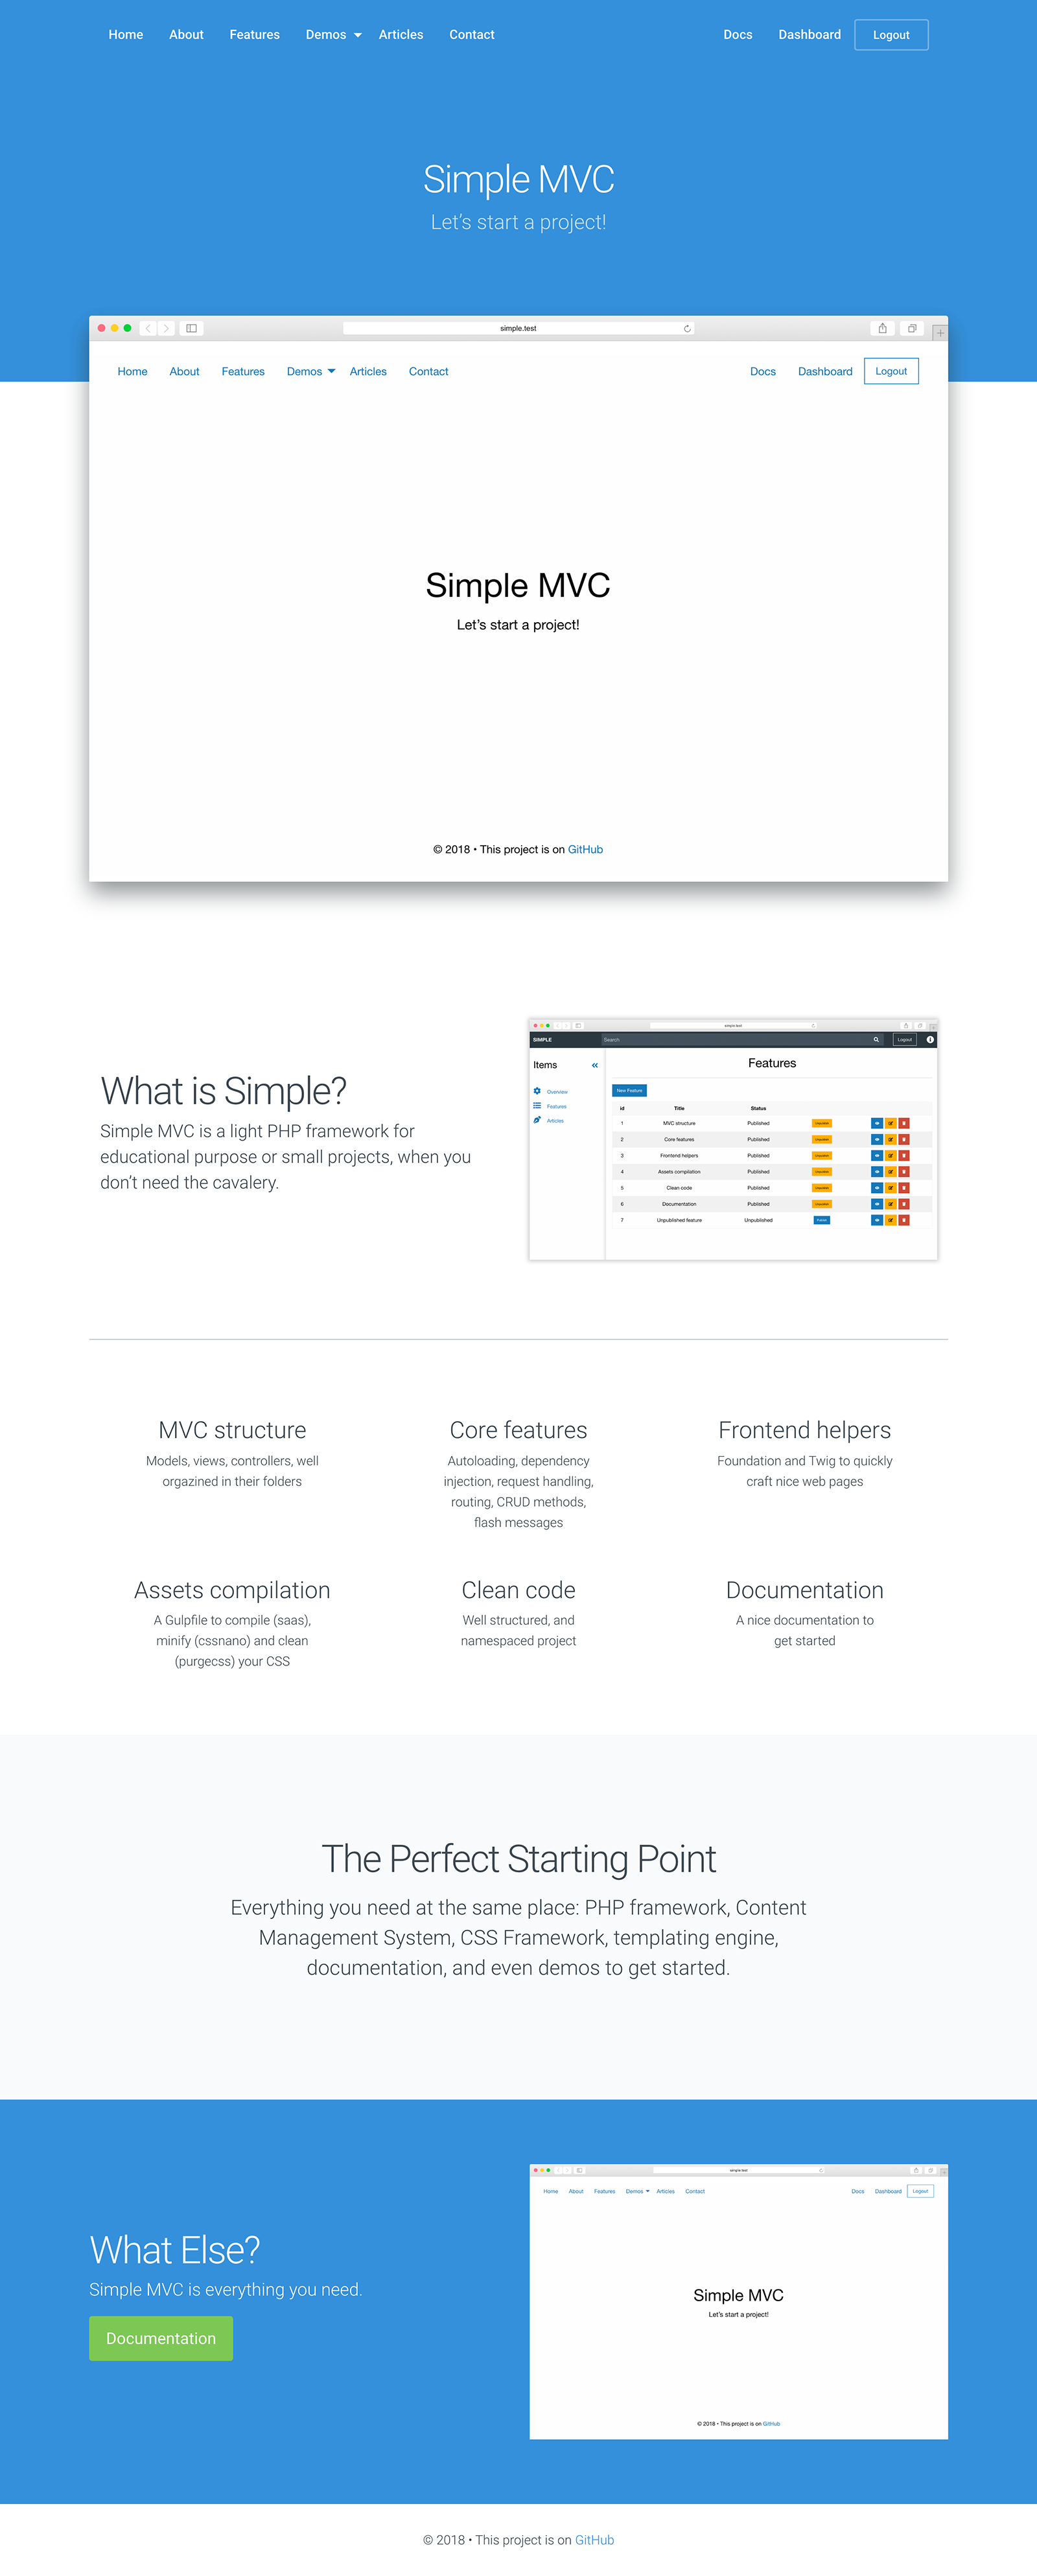 Home About Features Demos Articles Contact Docs Dashboard Logout
Simple MVC
Let's start a project!
simple.test
Home About Features Demos Articles Contact Docs Dashboard Logout
Simple MVC
Let's start a project!
© 2018 • This project is on GitHub
What is Simple?
Simple MVC is a light PHP framework for
educational purpose or small projects, when you
don't need the cavalery.
simple.test
SIMPLE Search Logout
Items
Overview
Features
Articles
Features
New Feature
id Title Status
1 MVC structure Published Unpublish
2 Core features Published Unpublish
3 Frontend helpers Published Unpublish
4 Assets compilation Published Unpublish
5 Clean code Published Unpublish
6 Documentation Published Unpublish
7 Unpublished feature Unpublished Publish
MVC structure
Models, views, controllers, well
orgazined in their folders
Core features
Autoloading, dependency
injection, request handling,
routing, CRUD methods,
flash messages
Frontend helpers
Foundation and Twig to quickly
craft nice web pages
Assets compilation
A Gulpfile to compile (saas),
minify (cssnano) and clean
(purgecss) your CSS
Clean code
Well structured, and
namespaced project
Documentation
A nice documentation to
get started
The Perfect Starting Point
Everything you need at the same place: PHP framework, Content
Management System, CSS Framework, templating engine,
documentation, and even demos to get started.
What Else?
Simple MVC is everything you need.
Documentation
simple.test
Home About Features Demos Articles Contact Docs Dashboard Logout
Simple MVC
Let's start a project!
© 2018 • This project is on GitHub
© 2018 • This project is on GitHub